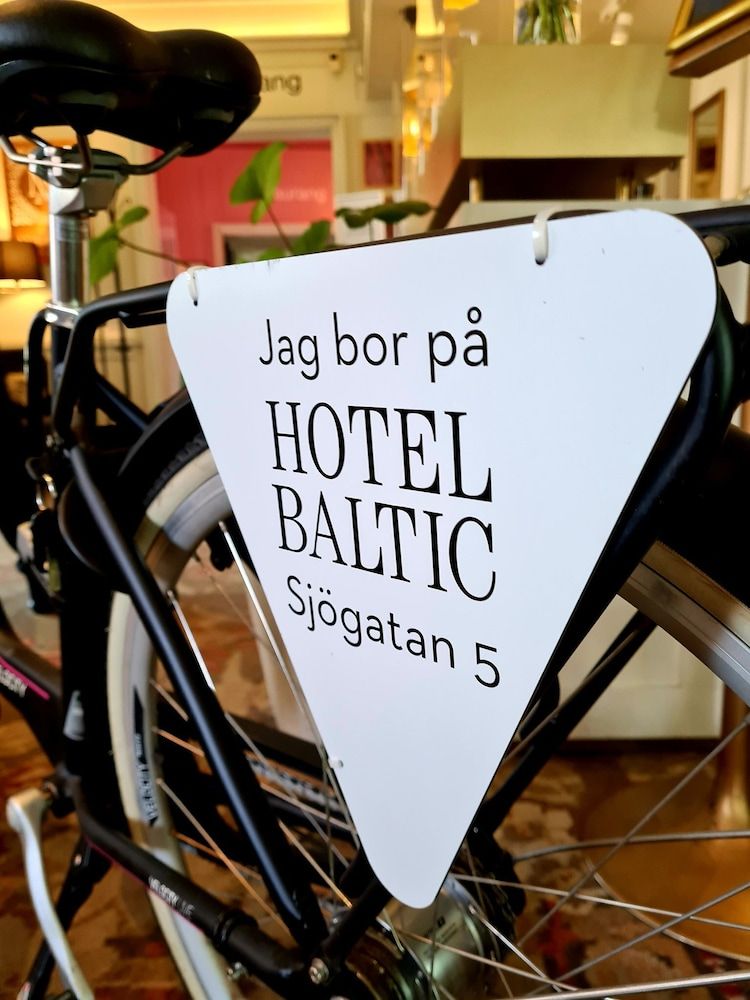 Jag bor på
HOTEL
BALTIC
Sjögatan 5